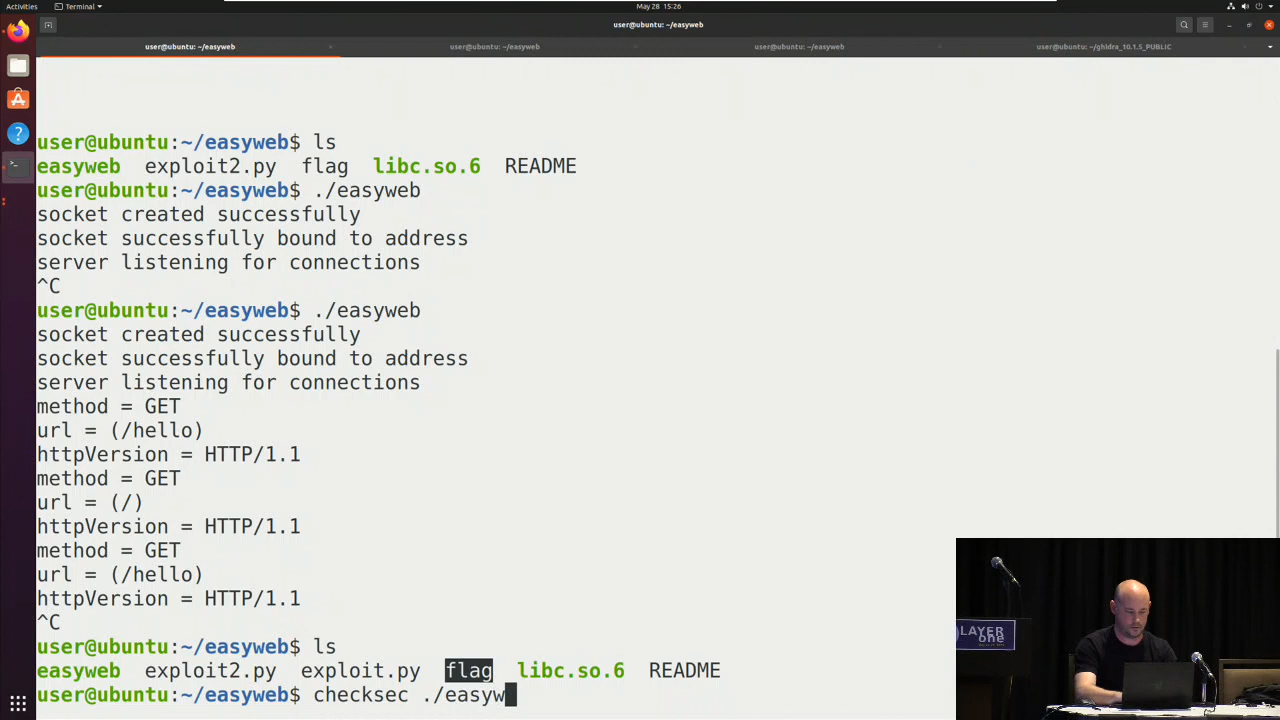 Activities
Terminal
May 28 15:26
user@ubuntu: ~/easyweb
user@ubuntu: ~/easyweb
user@ubuntu: ~/easyweb
user@ubuntu: ~/easyweb
user@ubuntu: ~/ghidra_10.1.5_PUBLIC
user@ubuntu:~/easyweb$ ls
easyweb exploit2.py flag libc.so.6 README
user@ubuntu:~/easyweb$ ./easyweb
socket created successfully
socket successfully bound to address
server listening for connections
^C
user@ubuntu:~/easyweb$ ./easyweb
socket created successfully
socket successfully bound to address
server listening for connections
method = GET
url = (/hello)
httpVersion = HTTP/1.1
method = GET
url = (/)
httpVersion = HTTP/1.1
method = GET
url = (/hello)
httpVersion = HTTP/1.1
^C
user@ubuntu:~/easyweb$ ls
easyweb exploit2.py exploit.py flag libc.so.6 README
user@ubuntu:~/easyweb$ checksec ./easyw
LAYER
one